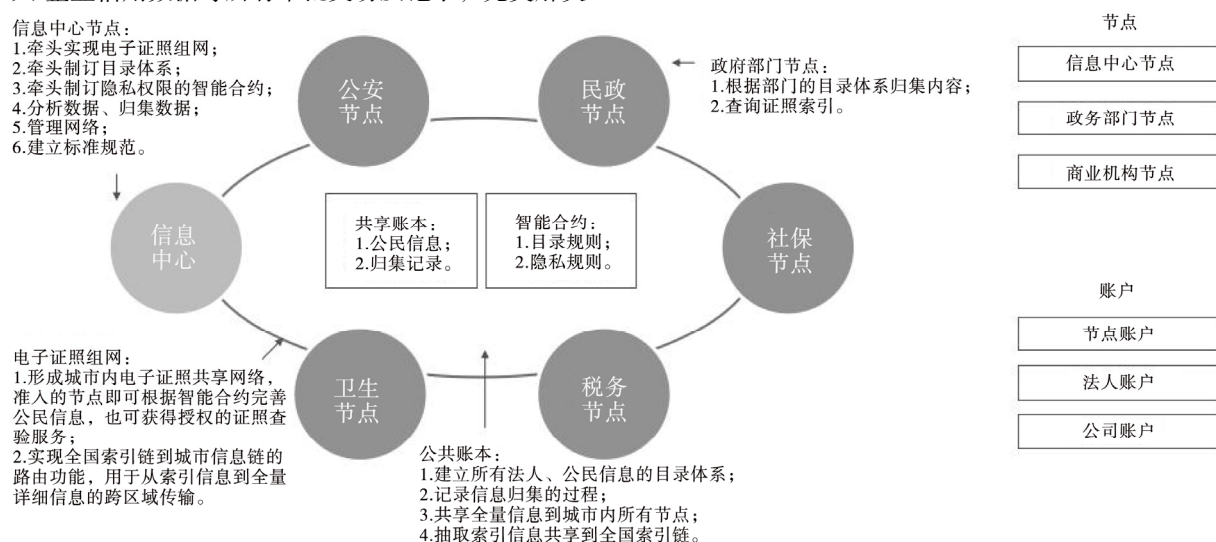 信息中心节点：
1.牵头实现电子证照组网；
2.牵头制订目录体系；
3.牵头制订隐私权限的智能合约；
4.分析数据、归集数据；
5.管理网络；
6.建立标准规范。
公安
节点
民政
节点
政府部门节点：
1.根据部门的目录体系归集内容；
2.查询证照索引。
信息
中心
共享账本：
1.公民信息；
2.归集记录。
智能合约：
1.目录规则；
2.隐私规则。
社保
节点
电子证照组网：
1.形成城市内电子证照共享网络，
准入的节点即可根据智能合约完善
公民信息，也可获得授权的证照查
验服务；
2.实现全国索引链到城市信息链的
路由功能，用于从索引信息到全量
详细信息的跨区域传输。
卫生
节点
税务
节点
公共账本：
1.建立所有法人、公民信息的目录体系；
2.记录信息归集的过程；
3.共享全量信息到城市内所有节点；
4.抽取索引信息共享到全国索引链。
节点
信息中心节点
政务部门节点
商业机构节点
账户
节点账户
法人账户
公司账户